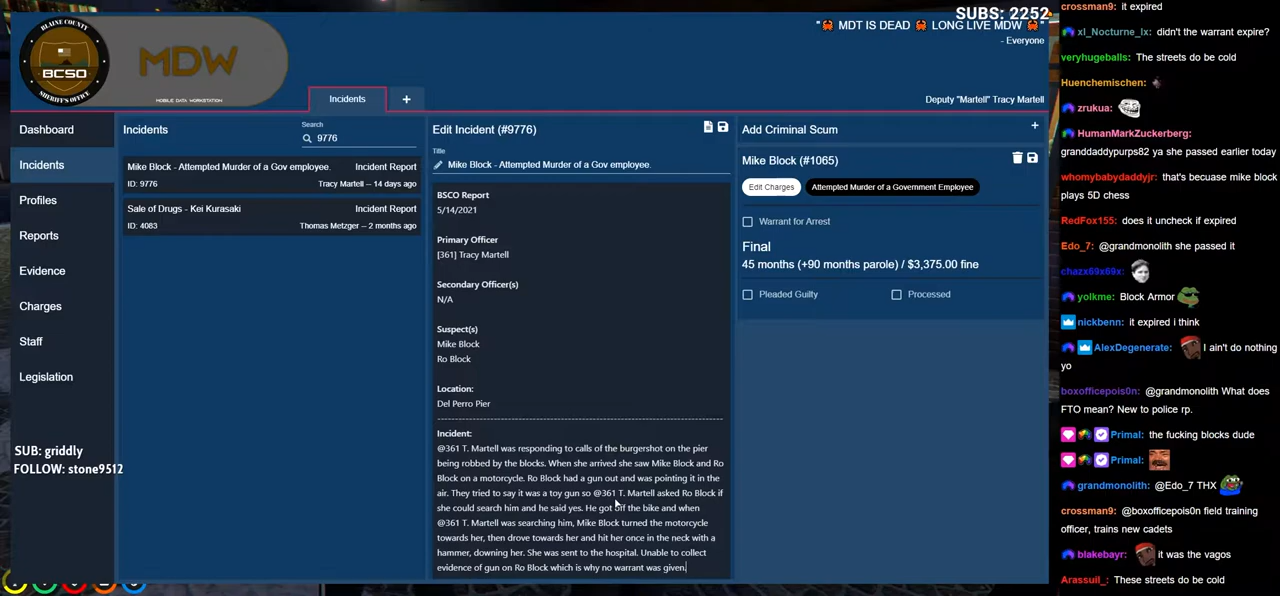 SUBS: 2252
BLAINE COUNTY
BCSO
SHERIFF'S OFFICE
MDW
MOBILE DATA WORKSTATION
" 🦀 MDT IS DEAD 🦀 LONG LIVE MDW 🦀 "
- Everyone
Incidents
+
Deputy "Martell" Tracy Martell
Dashboard
Incidents
Profiles
Reports
Evidence
Charges
Staff
Legislation
SUB: griddly
FOLLOW: stone9512
Incidents
Search
9776
Mike Block - Attempted Murder of a Gov employee.
Incident Report
ID: 9776
Tracy Martell – 14 days ago
Sale of Drugs - Kei Kurasaki
Incident Report
ID: 4083
Thomas Metzger – 2 months ago
Edit Incident (#9776)
Title
Mike Block - Attempted Murder of a Gov employee.
BSCO Report
5/14/2021
Primary Officer
[361] Tracy Martell
Secondary Officer(s)
N/A
Suspect(s)
Mike Block
Ro Block
Location:
Del Perro Pier
Incident:
@361 T. Martell was responding to calls of the burgershot on the pier
being robbed by the blocks. When she arrived she saw Mike Block and Ro
Block on a motorcycle. Ro Block had a gun out and was pointing it in the
air. They tried to say it was a toy gun so @361 T. Martell asked Ro Block if
she could search him and he said yes. He got off the bike and when
@361 T. Martell was searching him, Mike Block turned the motorcycle
towards her, then drove towards her and hit her once in the neck with a
hammer, downing her. She was sent to the hospital. Unable to collect
evidence of gun on Ro Block which is why no warrant was given.
Add Criminal Scum
+
Mike Block (#1065)
Edit Charges
Attempted Murder of a Government Employee
Warrant for Arrest
Final
45 months (+90 months parole) / $3,375.00 fine
Pleaded Guilty
Processed
crossman9: it expired
xl_Nocturne_lx: didn't the warrant expire?
veryhugeballs: The streets do be cold
Huenchemischen:
zrukua:
HumanMarkZuckerberg:
granddaddypurps82 ya she passed earlier today
whomybabydaddyjr: that's becuase mike block
plays 5D chess
RedFox155: does it uncheck if expired
Edo_7: @grandmonolith she passed it
chazx69x69x:
yolkme: Block Armor
nickbenn: it expired i think
AlexDegenerate: I ain't do nothing
yo
boxofficepois0n: @grandmonolith What does
FTO mean? New to police rp.
Primal: the fucking blocks dude
Primal:
grandmonolith: @Edo_7 THX
crossman9: @boxofficepois0n field training
officer, trains new cadets
blakebayr: it was the vagos
Arassuil_: These streets do be cold